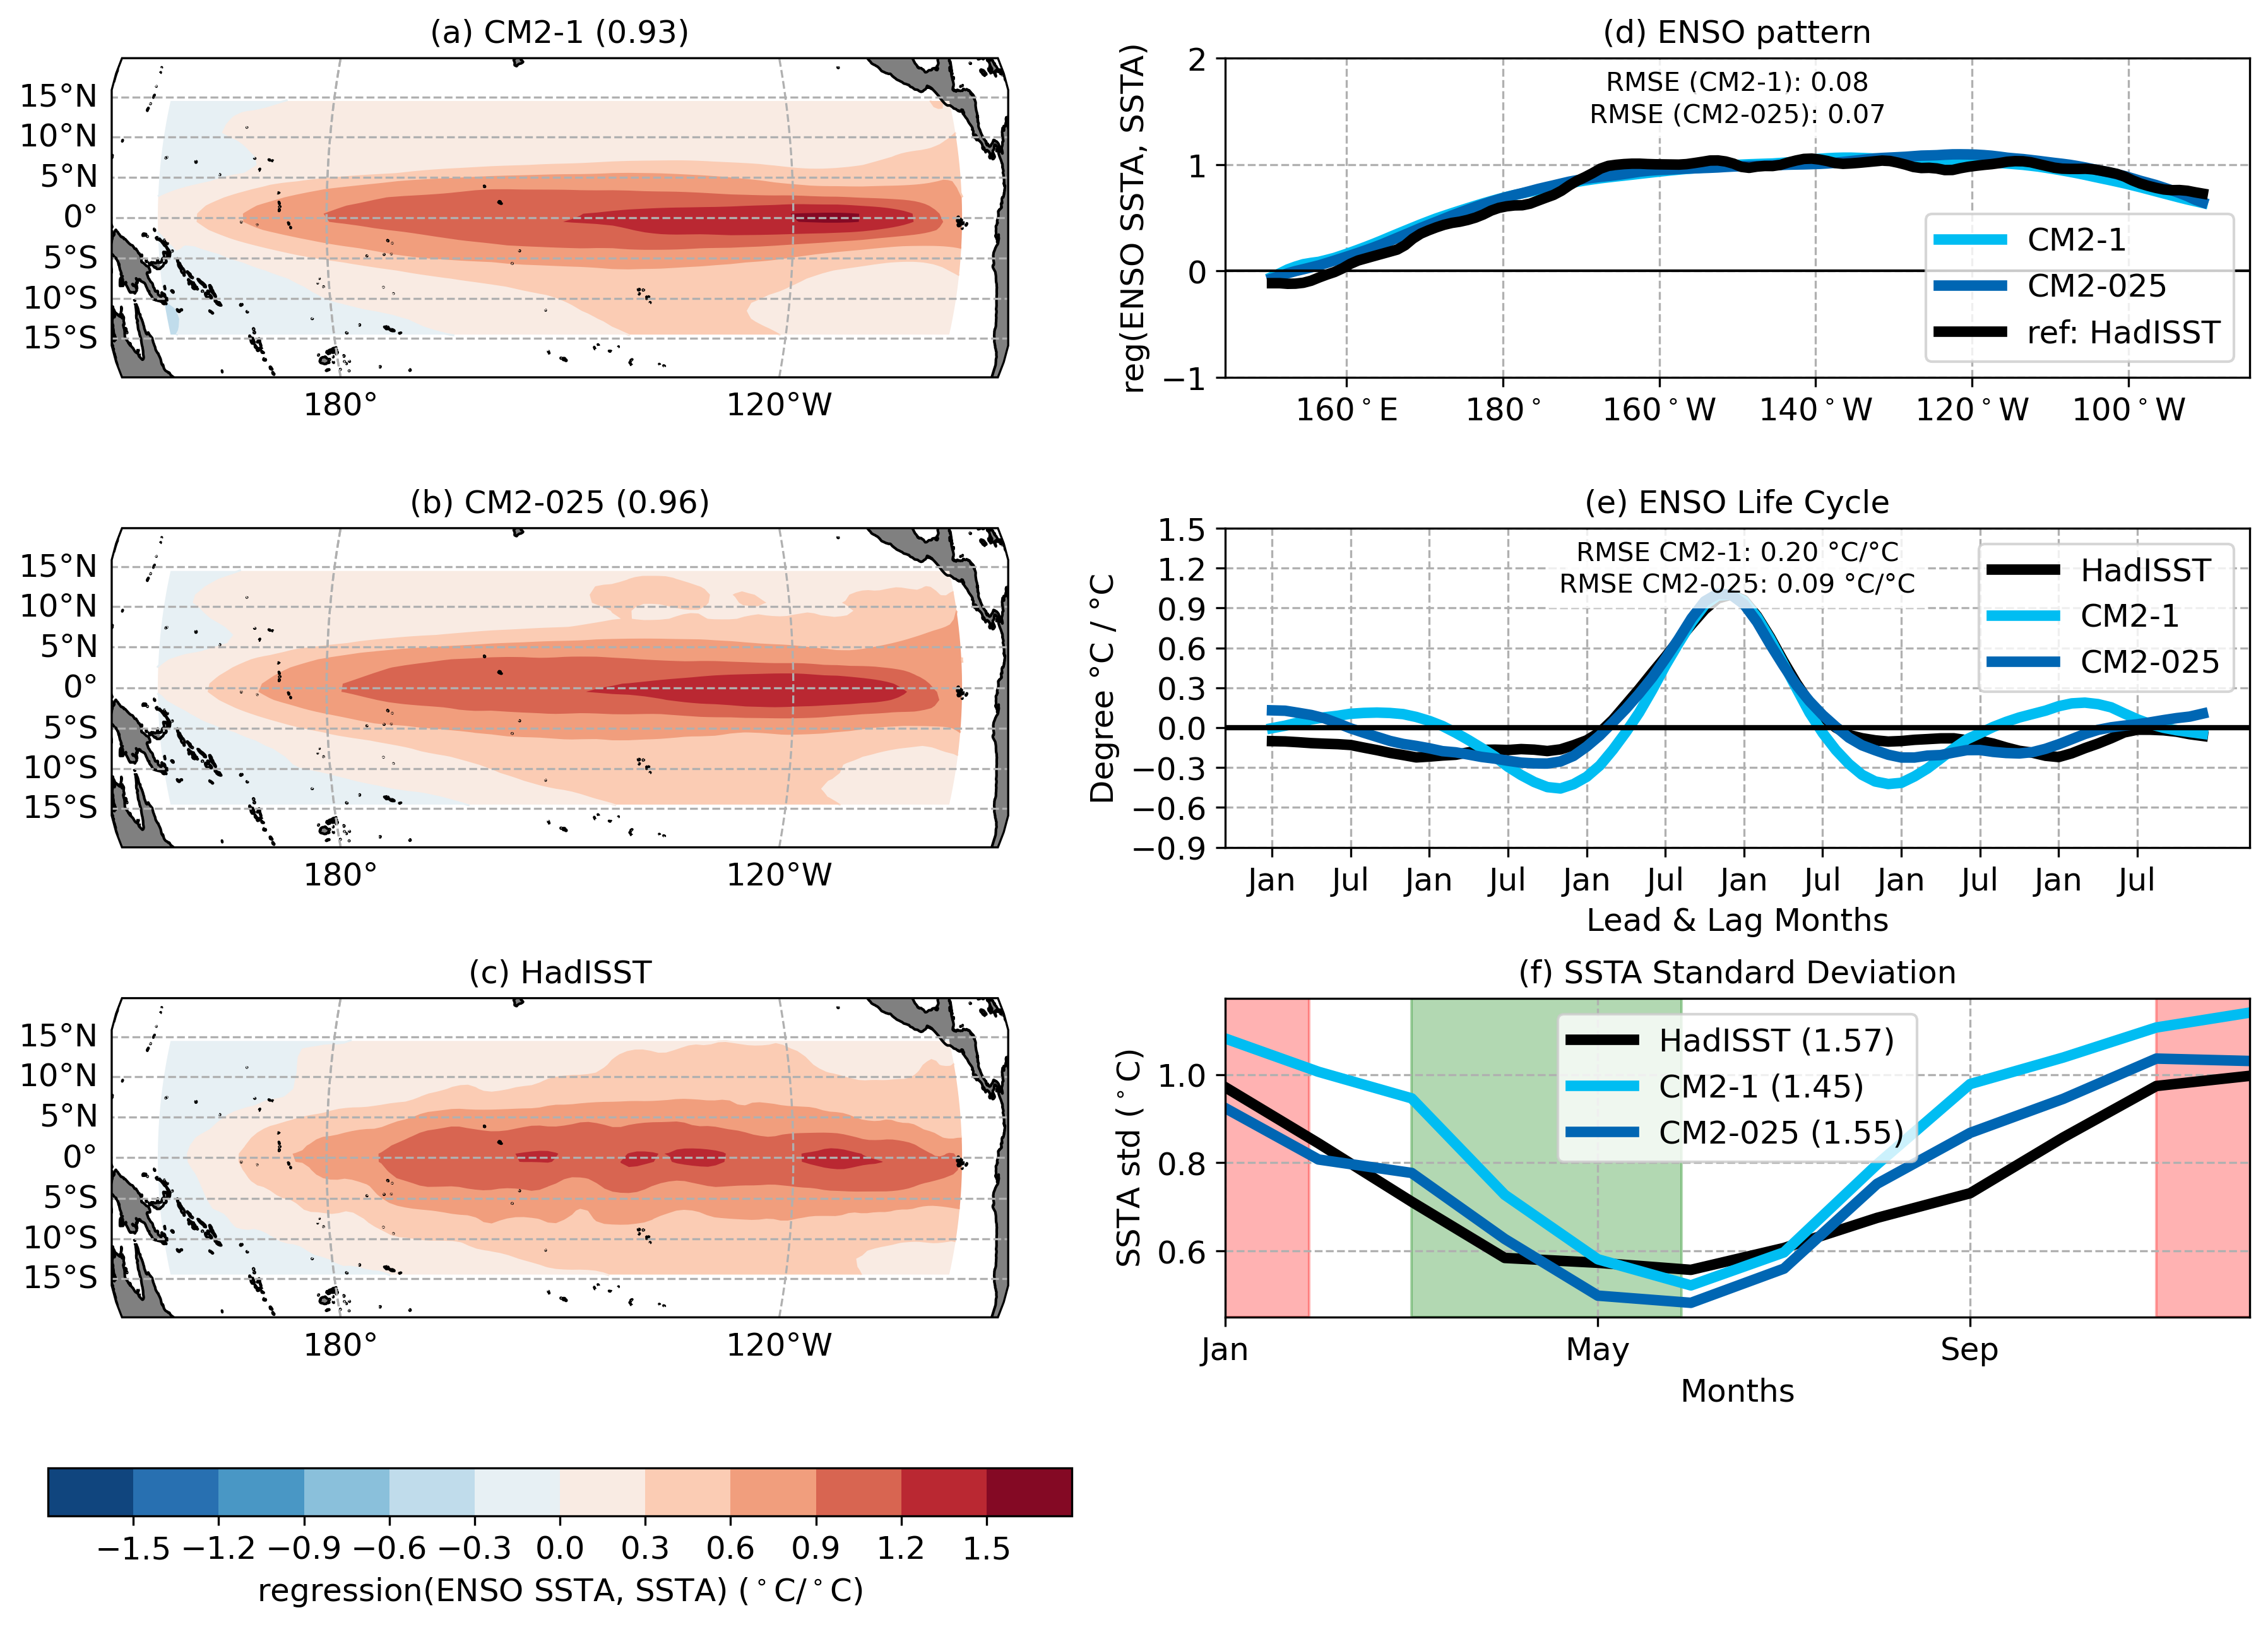 (a) CM2-1 (0.93)
15°N
10°N
5°N
0°
5°S
10°S
15°S
180°
120°W
(b) CM2-025 (0.96)
15°N
10°N
5°N
0°
5°S
10°S
15°S
180°
120°W
(c) HadISST
15°N
10°N
5°N
0°
5°S
10°S
15°S
180°
120°W
−1.5 −1.2 −0.9 −0.6 −0.3 0.0 0.3 0.6 0.9 1.2 1.5
regression(ENSO SSTA, SSTA) (°C/°C)
(d) ENSO pattern
reg(ENSO SSTA, SSTA)
2
1
0
−1
RMSE (CM2-1): 0.08
RMSE (CM2-025): 0.07
CM2-1
CM2-025
ref: HadISST
160°E 180° 160°W 140°W 120°W 100°W
(e) ENSO Life Cycle
Degree °C / °C
1.5
1.2
0.9
0.6
0.3
0.0
−0.3
−0.6
−0.9
RMSE CM2-1: 0.20 °C/°C
RMSE CM2-025: 0.09 °C/°C
HadISST
CM2-1
CM2-025
Jan Jul Jan Jul Jan Jul Jan Jul Jan Jul Jan Jul
Lead & Lag Months
(f) SSTA Standard Deviation
SSTA std (°C)
1.0
0.8
0.6
HadISST (1.57)
CM2-1 (1.45)
CM2-025 (1.55)
Jan May Sep
Months